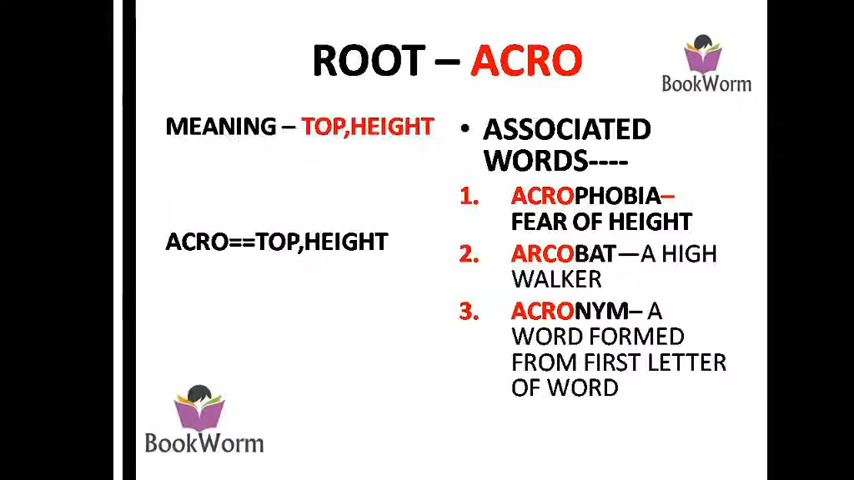 ROOT – ACRO
BookWorm
MEANING – TOP,HEIGHT
ACRO==TOP,HEIGHT
• ASSOCIATED
WORDS----
1. ACROPHOBIA–
FEAR OF HEIGHT
2. ARCOBAT—A HIGH
WALKER
3. ACRONYM– A
WORD FORMED
FROM FIRST LETTER
OF WORD
BookWorm